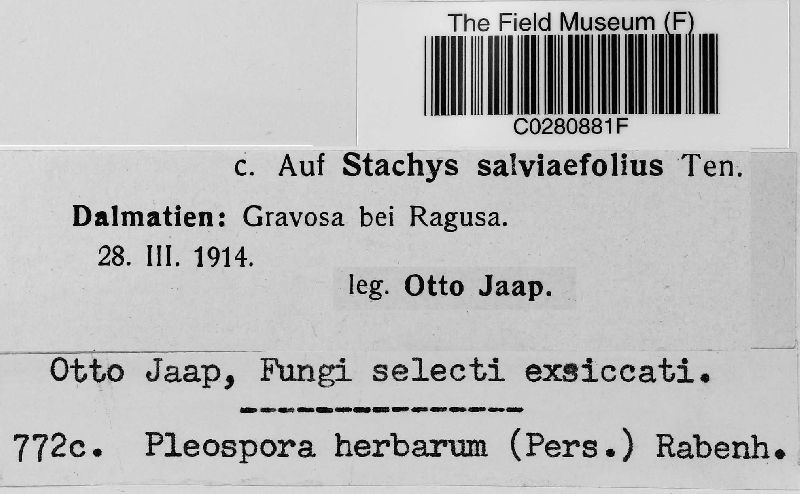 The Field Museum (F)
C0280881F
c. Auf Stachys salviaefolius Ten.
Dalmatien: Gravosa bei Ragusa.
28. III. 1914.
leg. Otto Jaap.
Otto Jaap, Fungi selecti exsiccati.
772c. Pleospora herbarum (Pers.) Rabenh.